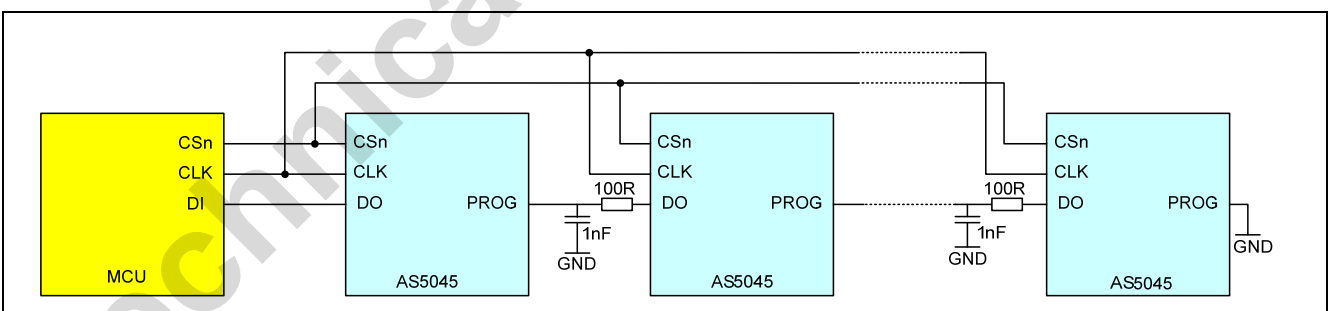 chnica
CSn
CLK
DI
MCU
CSn
CLK
DO
PROG
AS5045
1nF
GND
100R
CSn
CLK
DO
PROG
AS5045
1nF
GND
100R
CSn
CLK
DO
PROG
AS5045
GND